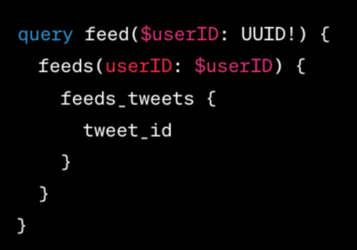 query feed($userID: UUID!) {
  feeds(userID: $userID) {
    feeds_tweets {
      tweet_id
    }
  }
}